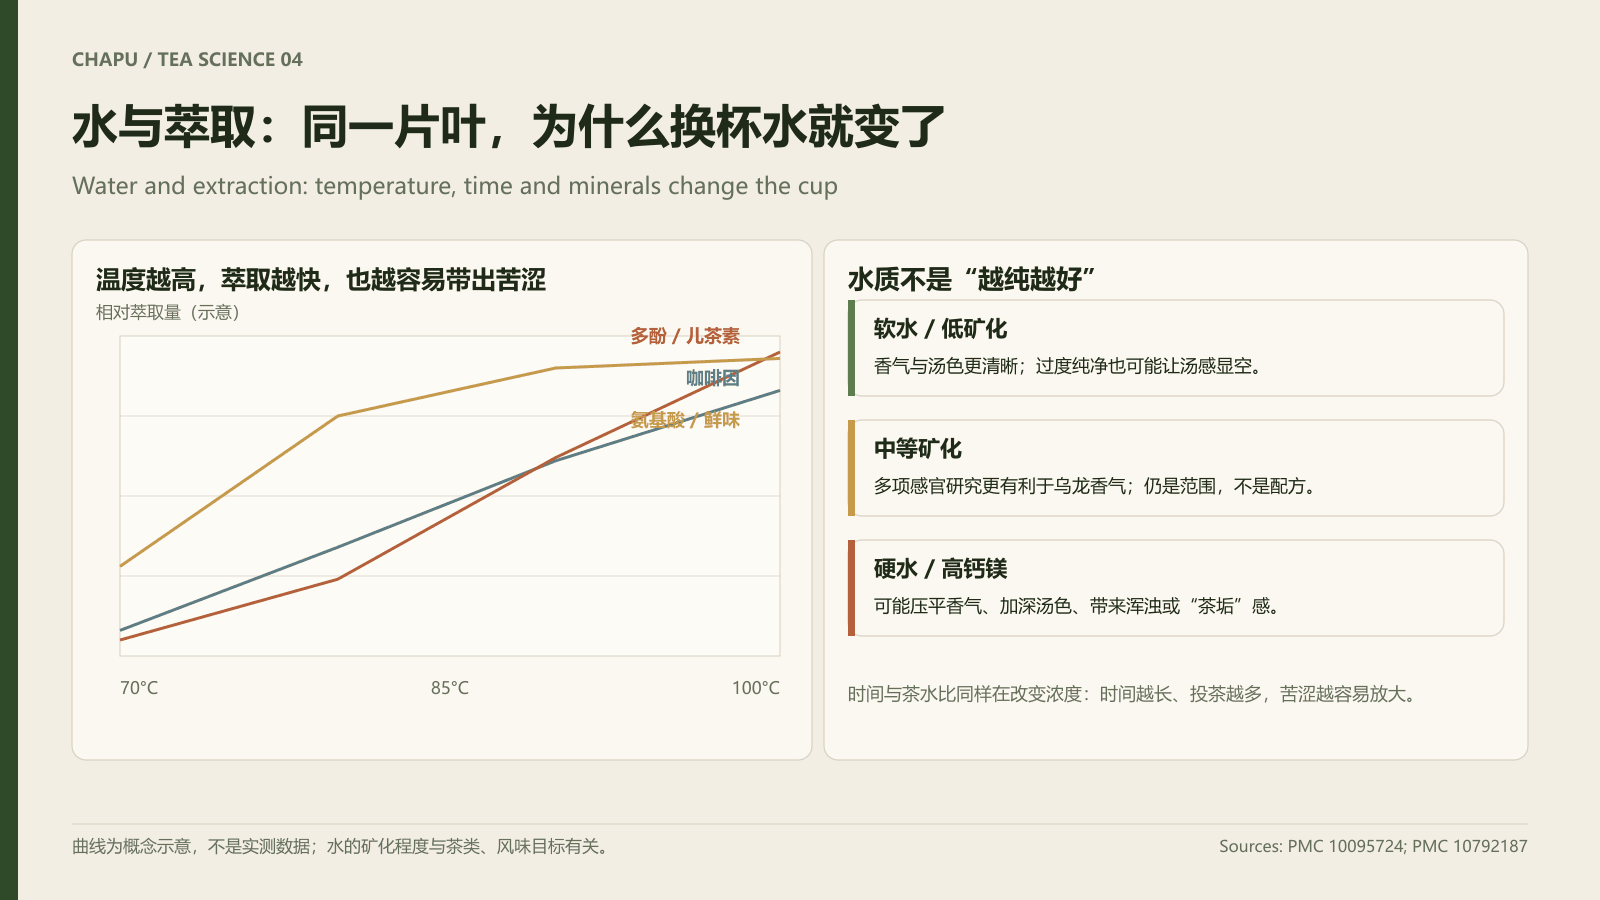 CHAPU / TEA SCIENCE 04
水与萃取：同一片叶，为什么换杯水就变了
Water and extraction: temperature, time and minerals change the cup
温度越高，萃取越快，也越容易带出苦涩
相对萃取量（示意）
多酚 / 儿茶素
咖啡因
氨基酸 / 鲜味
70°C
85°C
100°C
水质不是“越纯越好”
软水 / 低矿化
香气与汤色更清晰；过度纯净也可能让汤感显空。
中等矿化
多项感官研究更有利于乌龙香气；仍是范围，不是配方。
硬水 / 高钙镁
可能压平香气、加深汤色、带来浑浊或“茶垢”感。
时间与茶水比同样在改变浓度：时间越长、投茶越多，苦涩越容易放大。
曲线为概念示意，不是实测数据；水的矿化程度与茶类、风味目标有关。
Sources: PMC 10095724; PMC 10792187